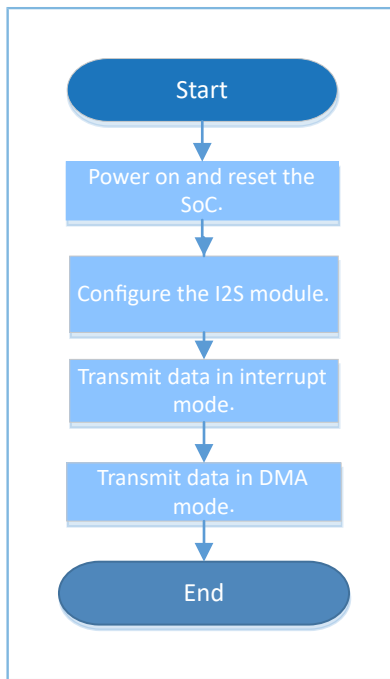 Start
Power on and reset the
SoC.
Configure the I2S module.
Transmit data in interrupt
mode.
Transmit data in DMA
mode.
End